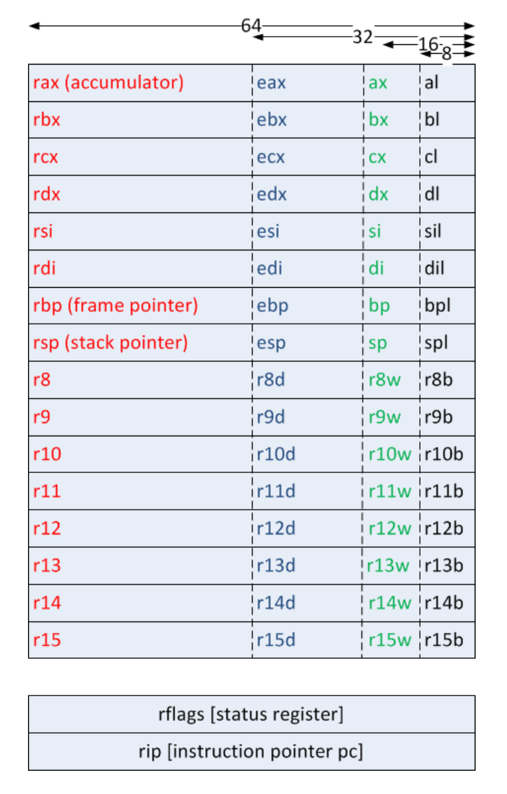 64
32
16
8
rax (accumulator) eax ax al
rbx ebx bx bl
rcx ecx cx cl
rdx edx dx dl
rsi esi si sil
rdi edi di dil
rbp (frame pointer) ebp bp bpl
rsp (stack pointer) esp sp spl
r8 r8d r8w r8b
r9 r9d r9w r9b
r10 r10d r10w r10b
r11 r11d r11w r11b
r12 r12d r12w r12b
r13 r13d r13w r13b
r14 r14d r14w r14b
r15 r15d r15w r15b
rflags [status register]
rip [instruction pointer pc]